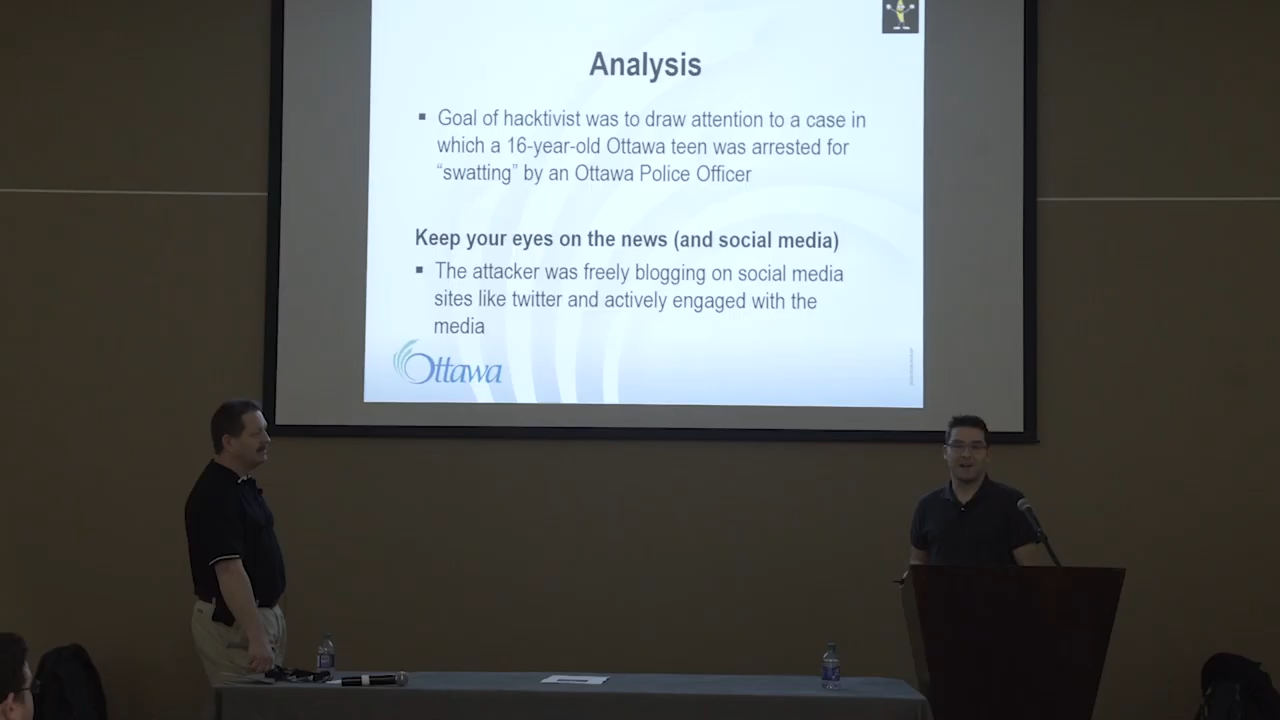 Analysis
▪ Goal of hacktivist was to draw attention to a case in
which a 16-year-old Ottawa teen was arrested for
“swatting” by an Ottawa Police Officer
Keep your eyes on the news (and social media)
▪ The attacker was freely blogging on social media
sites like twitter and actively engaged with the
media
Ottawa